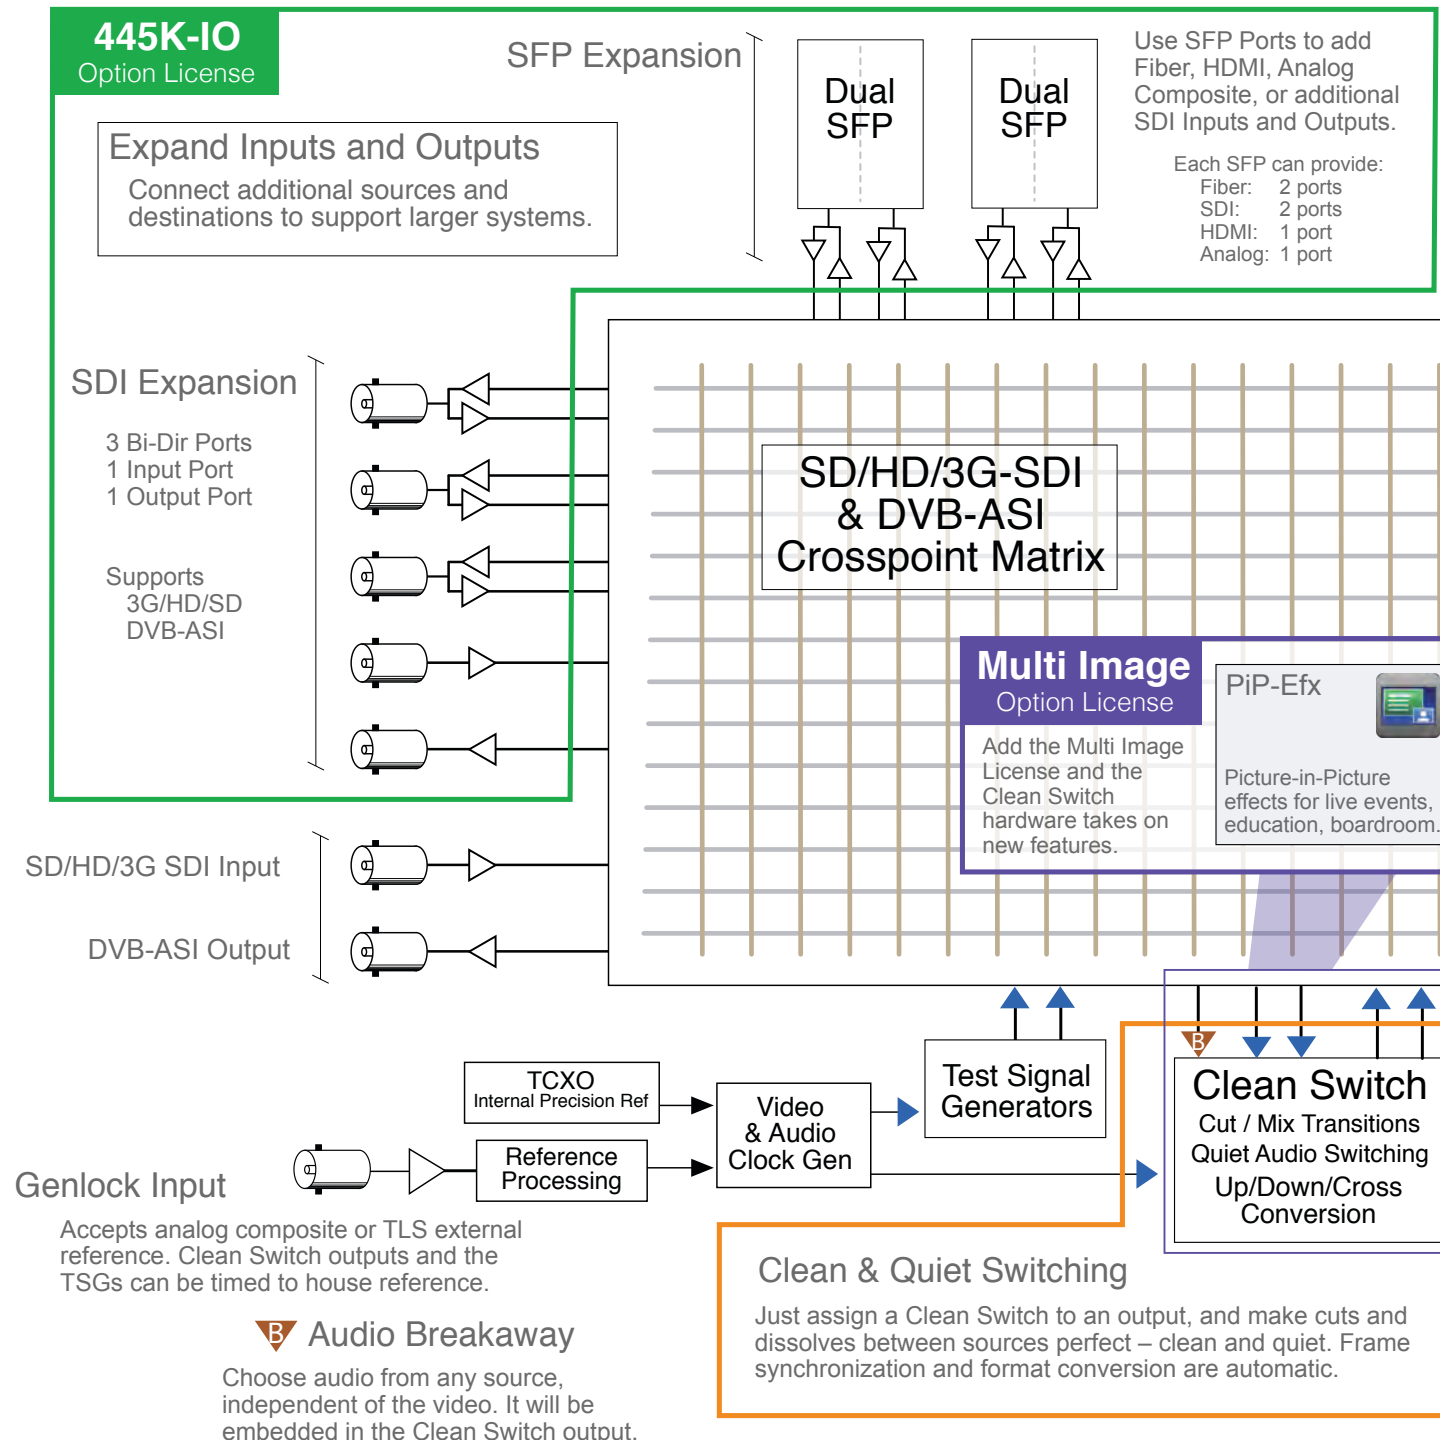 445K-IO
Option License
SFP Expansion
Dual
SFP
Dual
SFP
Use SFP Ports to add
Fiber, HDMI, Analog
Composite, or additional
SDI Inputs and Outputs.
Each SFP can provide:
Fiber: 2 ports
SDI: 2 ports
HDMI: 1 port
Analog: 1 port
Expand Inputs and Outputs
Connect additional sources and
destinations to support larger systems.
SDI Expansion
3 Bi-Dir Ports
1 Input Port
1 Output Port
Supports
3G/HD/SD
DVB-ASI
SD/HD/3G-SDI
& DVB-ASI
Crosspoint Matrix
Multi Image
Option License
Add the Multi Image
License and the
Clean Switch
hardware takes on
new features.
PiP-Efx
Picture-in-Picture
effects for live events,
education, boardroom.
SD/HD/3G SDI Input
DVB-ASI Output
TCXO
Internal Precision Ref
Reference
Processing
Video
& Audio
Clock Gen
Test Signal
Generators
B
Clean Switch
Cut / Mix Transitions
Quiet Audio Switching
Up/Down/Cross
Conversion
Genlock Input
Accepts analog composite or TLS external
reference. Clean Switch outputs and the
TSGs can be timed to house reference.
B Audio Breakaway
Choose audio from any source,
independent of the video. It will be
embedded in the Clean Switch output.
Clean & Quiet Switching
Just assign a Clean Switch to an output, and make cuts and
dissolves between sources perfect – clean and quiet. Frame
synchronization and format conversion are automatic.